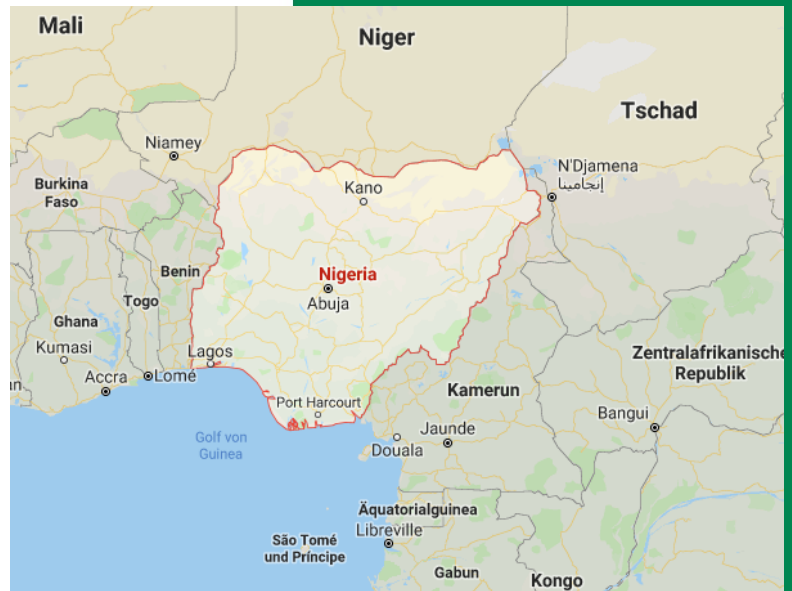 Mali
Niger
Tschad
Niamey
N'Djamena
إنجامينا
Kano
Burkina
Faso
Benin
Nigeria
Abuja
Togo
Ghana
Kumasi
Lagos
Accra
Lomé
Zentralafrikanische
Republik
Port Harcourt
Kamerun
Bangui
Golf von
Guinea
Jaunde
Douala
Äquatorialguinea
Libreville
São Tomé
und Príncipe
Gabun
Kongo